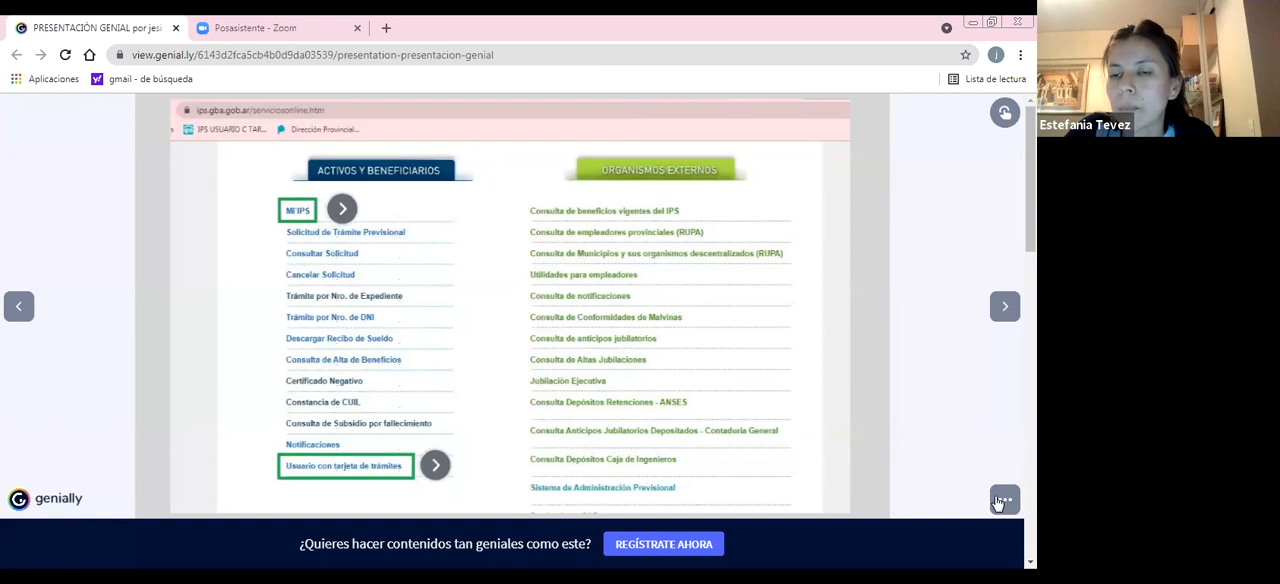 PRESENTACIÓN GENIAL por jesi
Posasistente - Zoom
view.genial.ly/6143d2fca5cb4b0d9da03539/presentation-presentacion-genial
j
Aplicaciones
gmail - de búsqueda
Lista de lectura
Estefania Tevez
ips.gba.gob.ar/serviciosonline.htm
s
IPS USUARIO C TAR...
Dirección Provincial...
ACTIVOS Y BENEFICIARIOS
Mi IPS
Solicitud de Trámite Previsional
Consultar Solicitud
Cancelar Solicitud
Trámite por Nro. de Expediente
Trámite por Nro. de DNI
Descargar Recibo de Sueldo
Consulta de Alta de Beneficios
Certificado Negativo
Constancia de CUIL
Consulta de Subsidio por fallecimiento
Notificaciones
Usuario con tarjeta de trámites
ORGANISMOS EXTERNOS
Consulta de beneficios vigentes del IPS
Consulta de empleadores provinciales (RUPA)
Consulta de Municipios y sus organismos descentralizados (RUPA)
Utilidades para empleadores
Consulta de notificaciones
Consulta de Conformidades de Malvinas
Consulta de anticipos jubilatorios
Consulta de Altas Jubilaciones
Jubilación Ejecutiva
Consulta Depósitos Retenciones - ANSES
Consulta Anticipos Jubilatorios Depositados - Contaduría General
Consulta Depósitos Caja de Ingenieros
Sistema de Administración Previsional
genially
¿Quieres hacer contenidos tan geniales como este?
REGÍSTRATE AHORA